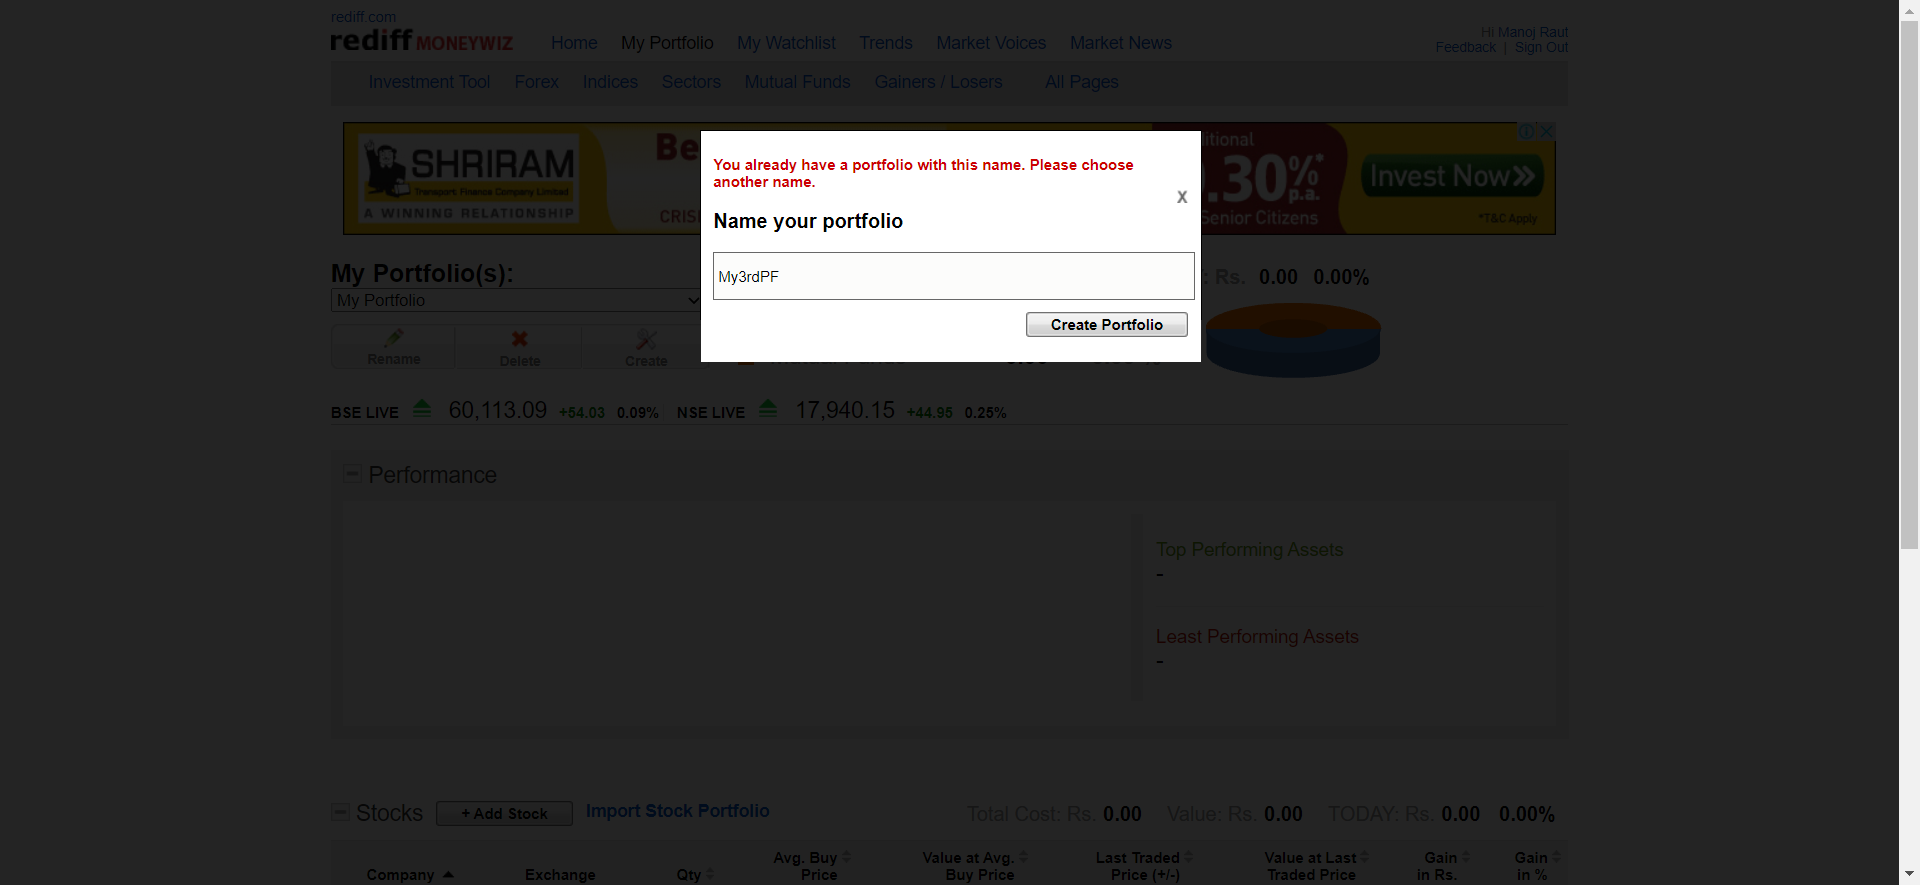 rediff.com
rediff MONEYWIZ
Home My Portfolio My Watchlist Trends Market Voices Market News
Hi Manoj Raut
Feedback | Sign Out
Investment Tool Forex Indices Sectors Mutual Funds Gainers / Losers All Pages
SHRIRAM
Transport Finance Company Limited
A WINNING RELATIONSHIP
Be
CRISI
.30%*
p.a.
Senior Citizens
Invest Now
*T&C Apply
You already have a portfolio with this name. Please choose
another name.
X
Name your portfolio
My3rdPF
Create Portfolio
My Portfolio(s):
My Portfolio
: Rs. 0.00 0.00%
Rename Delete Create
BSE LIVE 60,113.09 +54.03 0.09% NSE LIVE 17,940.15 +44.95 0.25%
Performance
Top Performing Assets
-
Least Performing Assets
-
Stocks + Add Stock Import Stock Portfolio Total Cost: Rs. 0.00 Value: Rs. 0.00 TODAY: Rs. 0.00 0.00%
Company Exchange Qty Avg. Buy Price Value at Avg. Buy Price Last Traded Price (+/-) Value at Last Traded Price Gain in Rs. Gain in %